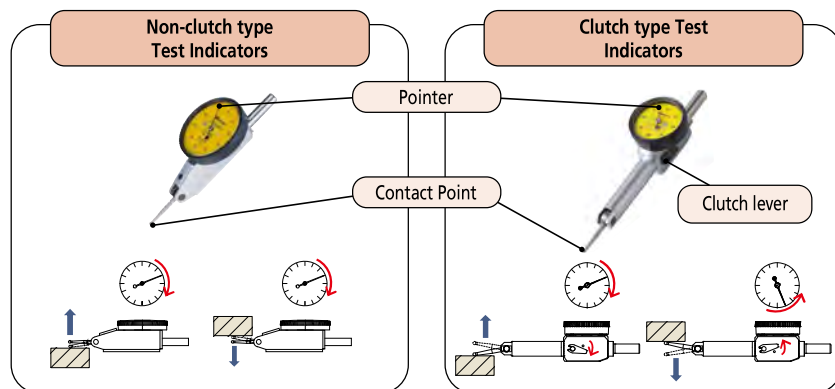 Non-clutch type
Test Indicators
Clutch type Test
Indicators
Pointer
Contact Point
Clutch lever